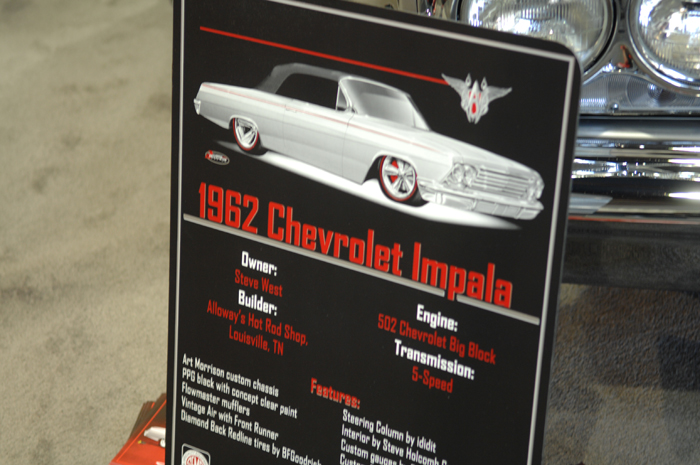 1962 Chevrolet Impala
Owner:
Steve West
Builder:
Alloway's Hot Rod Shop,
Louisville, TN
Engine:
502 Chevrolet Big Block
Transmission:
5-Speed
Features:
Art Morrison custom chassis
PPG black with concept clear paint
Flowmaster mufflers
Vintage Air with Front Runner
Diamond Back Redline tires by BFGoodrich
Steering Column by ididit
Interior by Steve Holcomb
Custom gauges